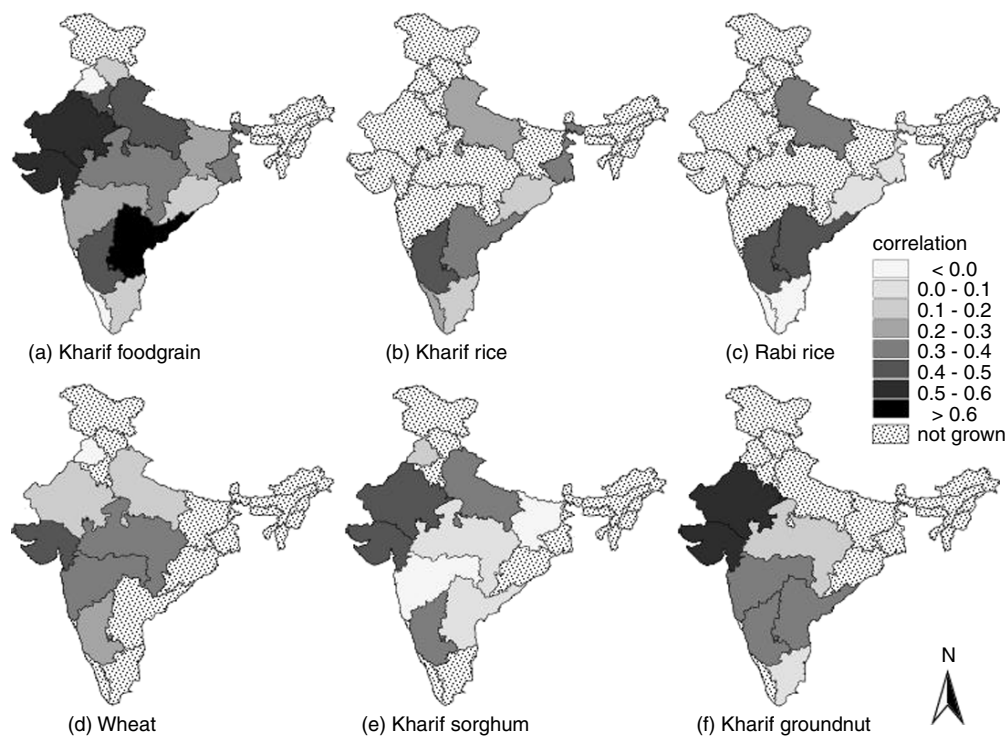 (a) Kharif foodgrain
(b) Kharif rice
(c) Rabi rice
correlation
< 0.0
0.0 - 0.1
0.1 - 0.2
0.2 - 0.3
0.3 - 0.4
0.4 - 0.5
0.5 - 0.6
> 0.6
not grown
(d) Wheat
(e) Kharif sorghum
(f) Kharif groundnut
N